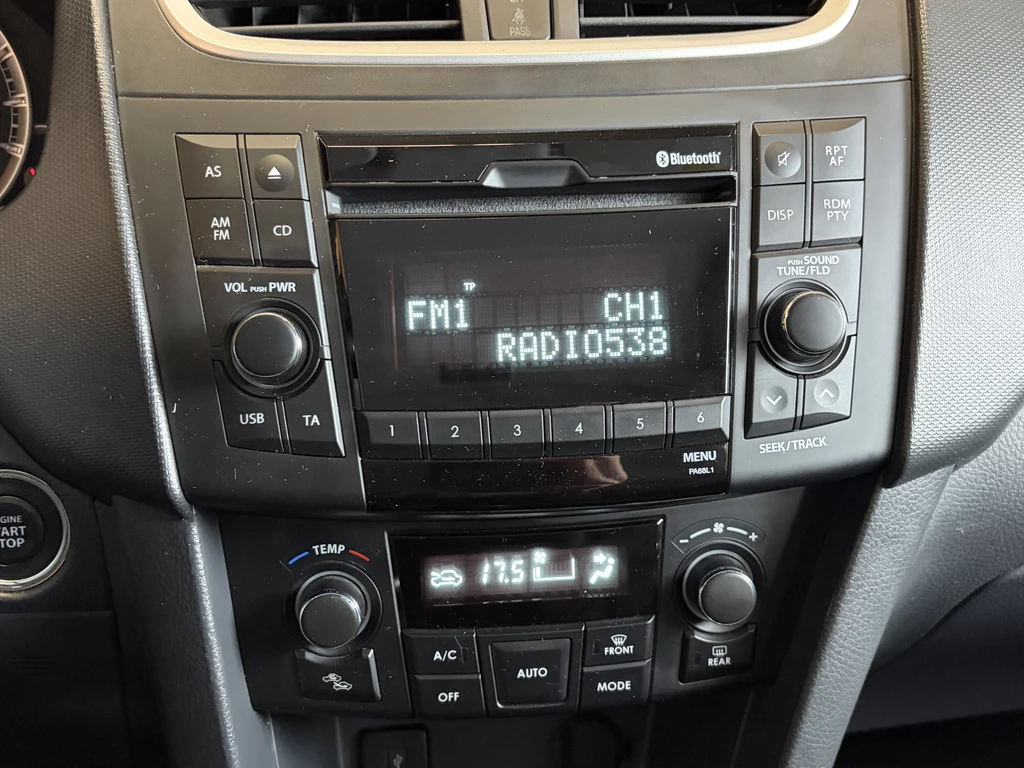 PASS
AS
Bluetooth
RPT
AF
AM
FM
CD
DISP
RDM
PTY
VOL PUSH PWR
PUSH SOUND
TUNE/FLD
TP
FM1 CH1
RADIO538
USB
TA
1 2 3 4 5 6
SEEK/TRACK
MENU
PA68L1
START
STOP
TEMP
17.5
- +
A/C
AUTO
FRONT
REAR
OFF
MODE